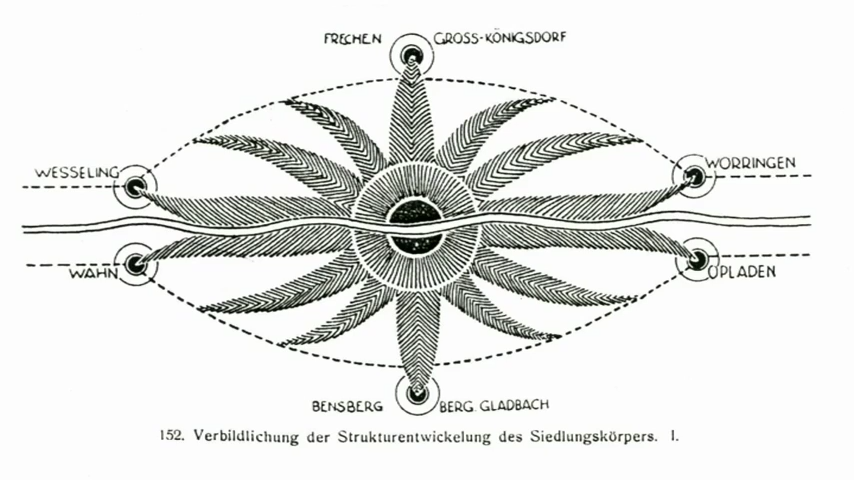 FRECHEN GROSS-KÖNIGSDORF
WESSELING
WORRINGEN
WAHN
OPLADEN
BENSBERG BERG. GLADBACH
152. Verbildlichung der Strukturentwickelung des Siedlungskörpers. I.